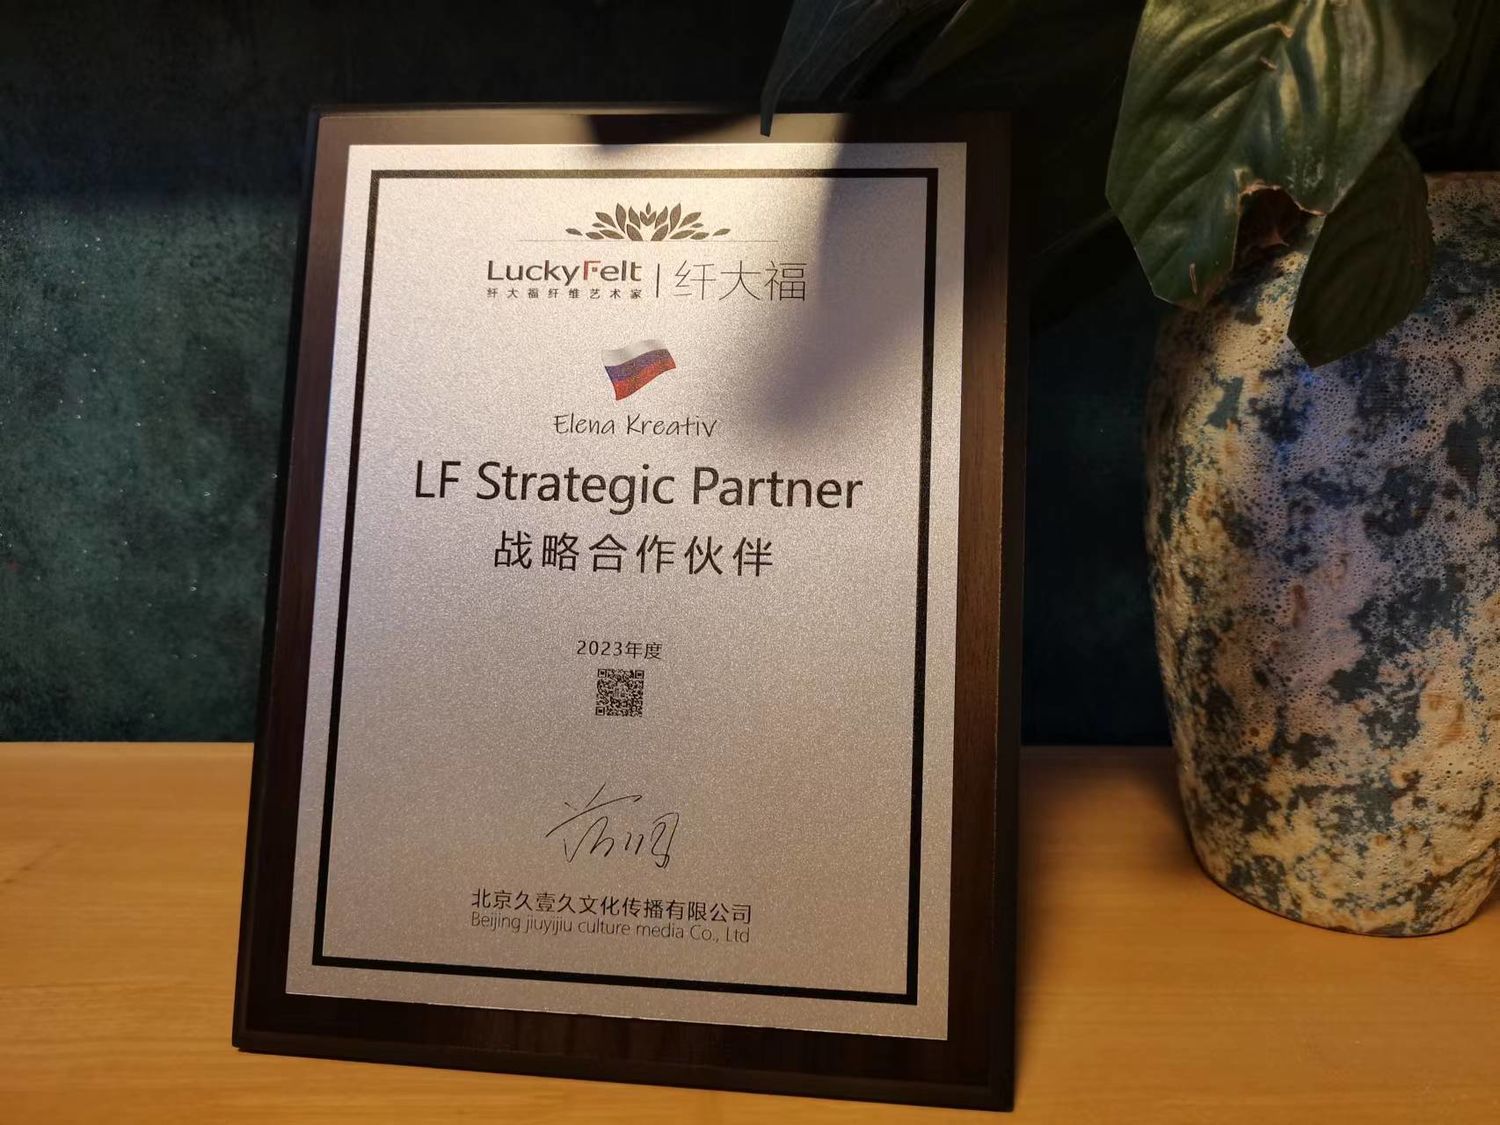 LuckyFelt | 纤大福
纤大福纤维艺术家
Elena Kreativ
LF Strategic Partner
战略合作伙伴
2023年度
北京久壹久文化传播有限公司
Beijing jiuyijiu culture media Co., Ltd